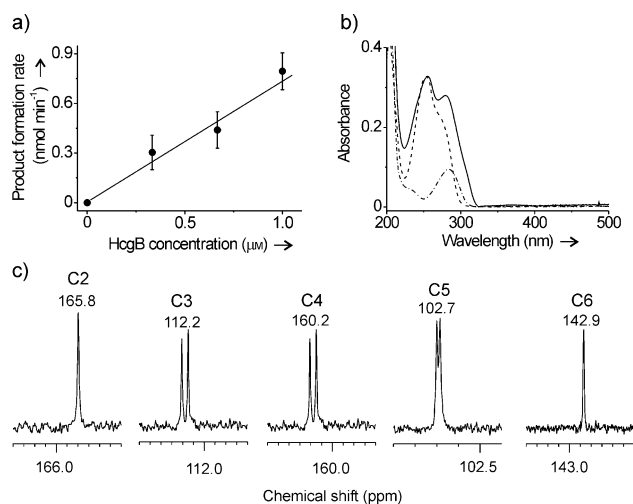 a)
b)
Product formation rate
(nmol min⁻¹)
0.9
0.6
0.3
0
0
0.5
1.0
HcgB concentration (μM)
Absorbance
0.4
0.2
0
200
300
400
500
Wavelength (nm)
c)
C2
165.8
C3
112.2
C4
160.2
C5
102.7
C6
142.9
166.0
112.0
160.0
102.5
143.0
Chemical shift (ppm)